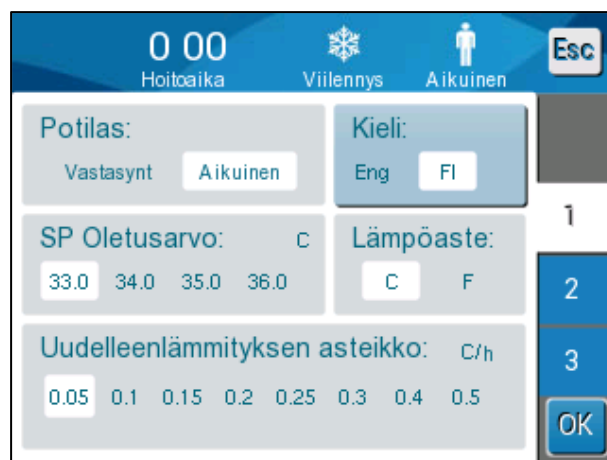 0 00
Hoitoaika
Viilennys
Aikuinen
Esc
Potilas:
Vastasynt Aikuinen
Kieli:
Eng FI
1
SP Oletusarvo: C
33.0 34.0 35.0 36.0
Lämpöaste:
C F
2
Uudelleenlämmityksen asteikko: C/h
0.05 0.1 0.15 0.2 0.25 0.3 0.4 0.5
3
OK